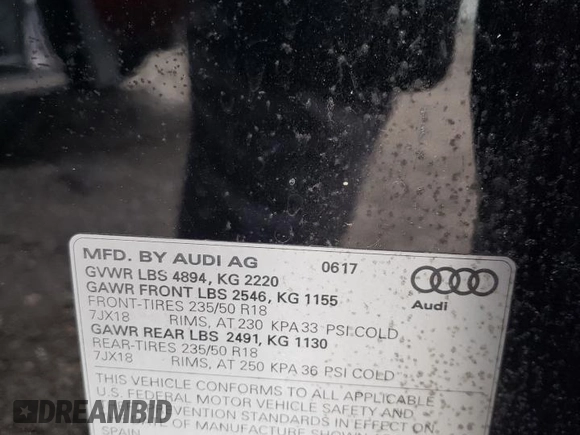 MFD. BY AUDI AG 0617
GVWR LBS 4894, KG 2220
GAWR FRONT LBS 2546, KG 1155
FRONT-TIRES 235/50 R18
7JX18 RIMS, AT 230 KPA 33 PSI COLD
GAWR REAR LBS 2491, KG 1130
REAR-TIRES 235/50 R18
7JX18 RIMS, AT 250 KPA 36 PSI COLD
Audi
THIS VEHICLE CONFORMS TO ALL APPLICABLE
U.S. FEDERAL MOTOR VEHICLE SAFETY AND
PREVENTION STANDARDS IN EFFECT ON
OF MANUFACTURE SHOWN
SPAIN
DREAMBID